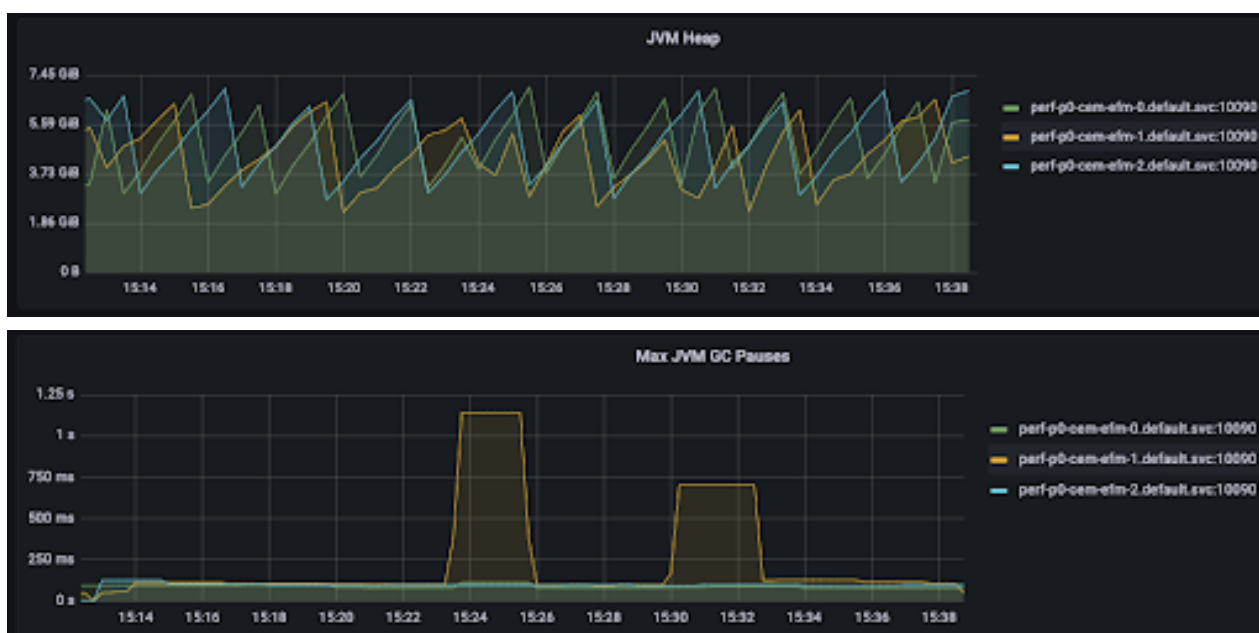 JVM Heap
7.45 GiB
5.59 GiB
3.73 GiB
1.86 GiB
0 B
15:14 15:16 15:18 15:20 15:22 15:24 15:26 15:28 15:30 15:32 15:34 15:36 15:38
perf-p0-cem-efm-0.default.svc:10090
perf-p0-cem-efm-1.default.svc:10090
perf-p0-cem-efm-2.default.svc:10090
Max JVM GC Pauses
1.25 s
1 s
750 ms
500 ms
250 ms
0 s
15:14 15:16 15:18 15:20 15:22 15:24 15:26 15:28 15:30 15:32 15:34 15:36 15:38
perf-p0-cem-efm-0.default.svc:10090
perf-p0-cem-efm-1.default.svc:10090
perf-p0-cem-efm-2.default.svc:10090